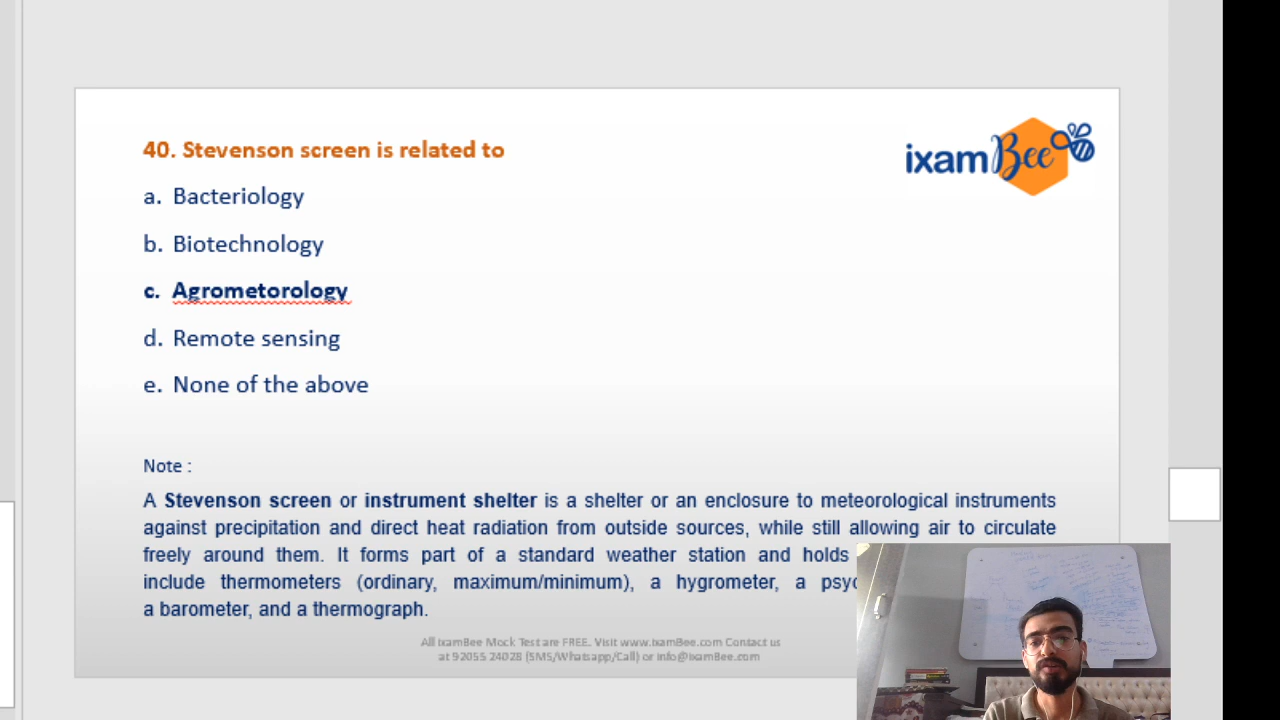 40. Stevenson screen is related to
ixamBee
a. Bacteriology
b. Biotechnology
c. Agrometorology
d. Remote sensing
e. None of the above
Note :
A Stevenson screen or instrument shelter is a shelter or an enclosure to meteorological instruments
against precipitation and direct heat radiation from outside sources, while still allowing air to circulate
freely around them. It forms part of a standard weather station and holds
include thermometers (ordinary, maximum/minimum), a hygrometer, a
a barometer, and a thermograph.
All ixamBee Mock Test are FREE. Visit www.ixamBee.com Contact us
at 92055 24028 (SMS/Whatsapp/Call) or info@ixamBee.com